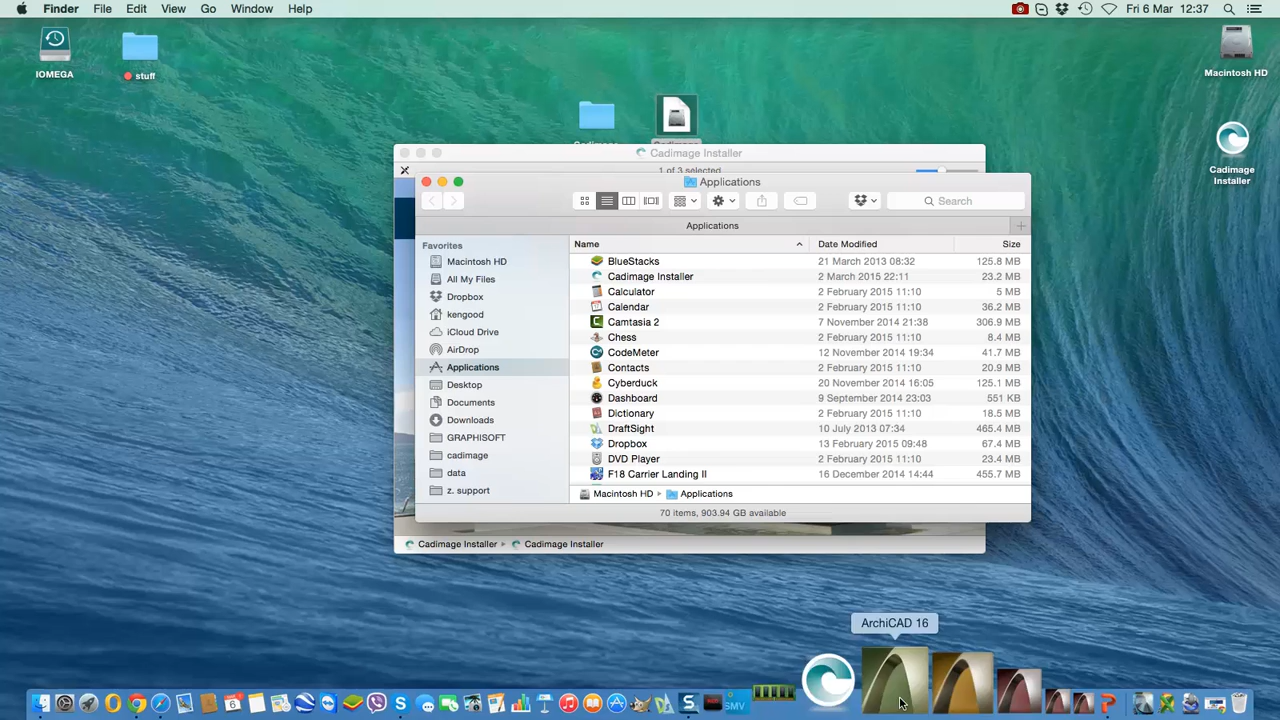 Finder File Edit View Go Window Help Fri 6 Mar 12:37
IOMEGA
stuff
Macintosh HD
Cadimage
Installer
Cadimage Installer
1 of 3 selected
Applications
Search
Applications
Favorites
Macintosh HD
All My Files
Dropbox
kengood
iCloud Drive
AirDrop
Applications
Desktop
Documents
Downloads
GRAPHISOFT
cadimage
data
z. support
Name Date Modified Size
BlueStacks 21 March 2013 08:32 125.8 MB
Cadimage Installer 2 March 2015 22:11 23.2 MB
Calculator 2 February 2015 11:10 5 MB
Calendar 2 February 2015 11:10 36.2 MB
Camtasia 2 7 November 2014 21:38 306.9 MB
Chess 2 February 2015 11:10 8.4 MB
CodeMeter 12 November 2014 19:34 41.7 MB
Contacts 2 February 2015 11:10 20.9 MB
Cyberduck 20 November 2014 16:05 125.1 MB
Dashboard 9 September 2014 23:03 551 KB
Dictionary 2 February 2015 11:10 18.5 MB
DraftSight 10 July 2013 07:34 465.4 MB
Dropbox 13 February 2015 09:48 67.4 MB
DVD Player 2 February 2015 11:10 23.4 MB
F18 Carrier Landing II 16 December 2014 14:44 455.7 MB
Macintosh HD Applications
70 items, 903.94 GB available
Cadimage Installer Cadimage Installer
ArchiCAD 16
SMV